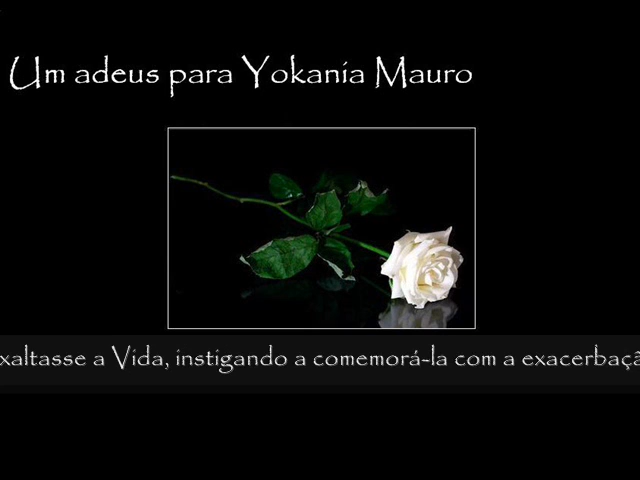 Um adeus para Yokania Mauro
xaltasse a Vida, instigando a comemorá-la com a exacerbaçã